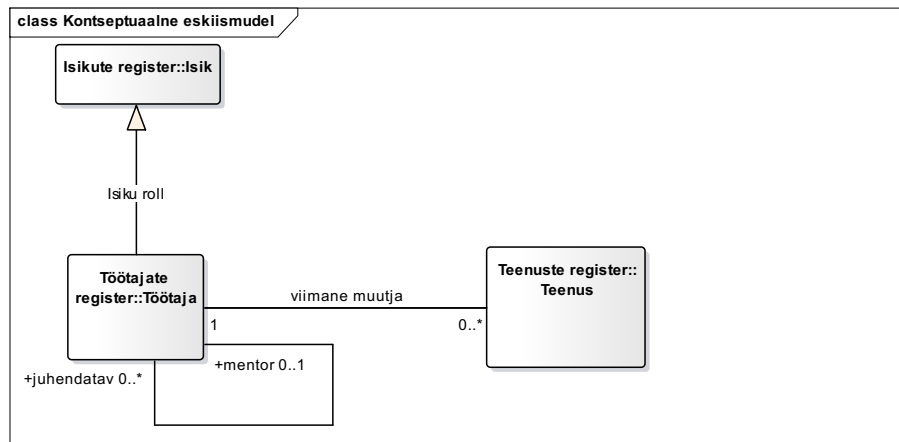 class Kontseptuaalne eskiismudel
Isikute register::Isik
Isiku roll
Töötajate
register::Töötaja
Teenuste register::
Teenus
viimane muutja
1
0..*
+mentor 0..1
+juhendatav 0..*